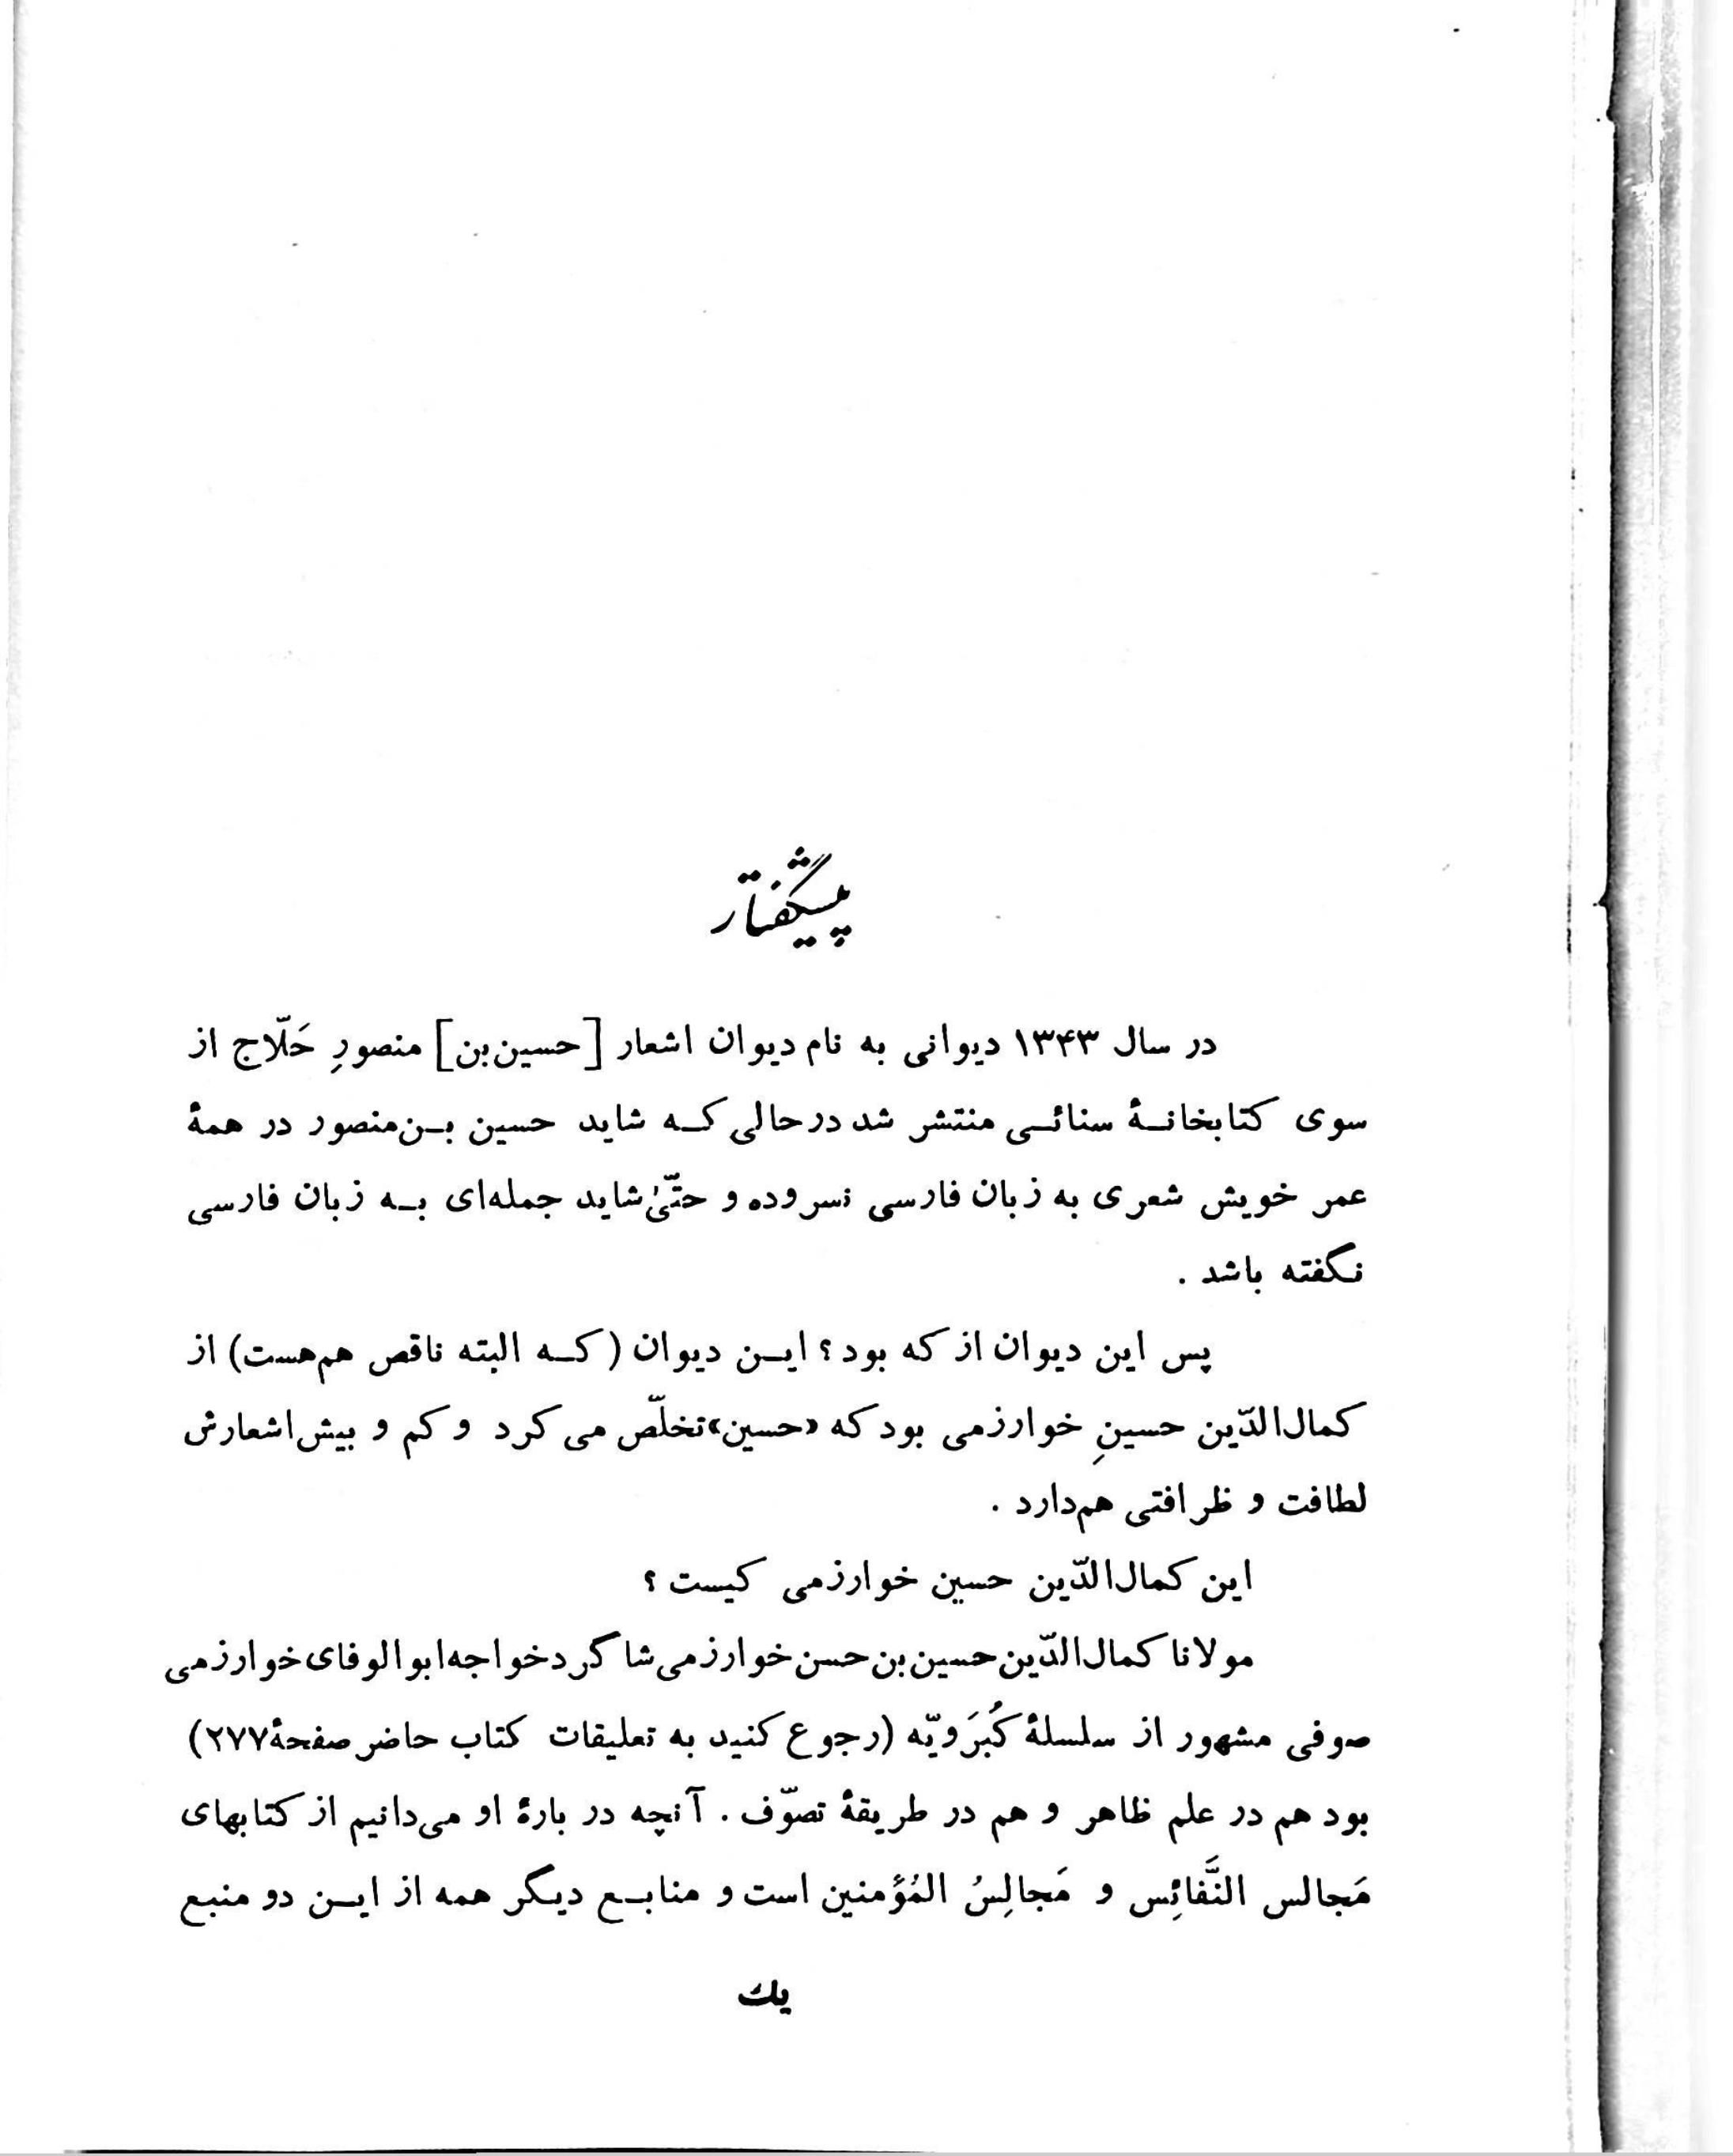 پیشگفتار
در سال ۱۳۴۳ دیوانی به نام دیوان اشعار [حسین‌بن] منصورِ حَلّاج از
سوی کتابخانهٔ سنائی منتشر شد درحالی که شاید حسین بن‌منصور در همهٔ
عمر خویش شعری به زبان فارسی نسروده و حتّیٰ شاید جمله‌ای به زبان فارسی
نگفته باشد .
پس این دیوان از که بود؟ این دیوان (که البته ناقص هم‌هست) از
کمال‌الدّین حسینِ خوارزمی بود که «حسین» تخلّص می‌کرد و کم و بیش اشعارش
لطافت و ظرافتی هم‌دارد .
این کمال‌الدّین حسین خوارزمی کیست ؟
مولانا کمال‌الدّین حسین‌بن حسن خوارزمی شاگرد خواجه ابوالوفای خوارزمی
صوفی مشهور از سلسلهٔ کُبرَویّه (رجوع کنید به تعلیقات کتاب حاضر صفحهٔ ۲۷۷)
بود هم در علم ظاهر و هم در طریقهٔ تصوّف . آنچه در بارهٔ او می‌دانیم از کتابهای
مَجالس النَّفائِس و مَجالِسُ المُؤمنین است و منابع دیگر همه از این دو منبع
یك